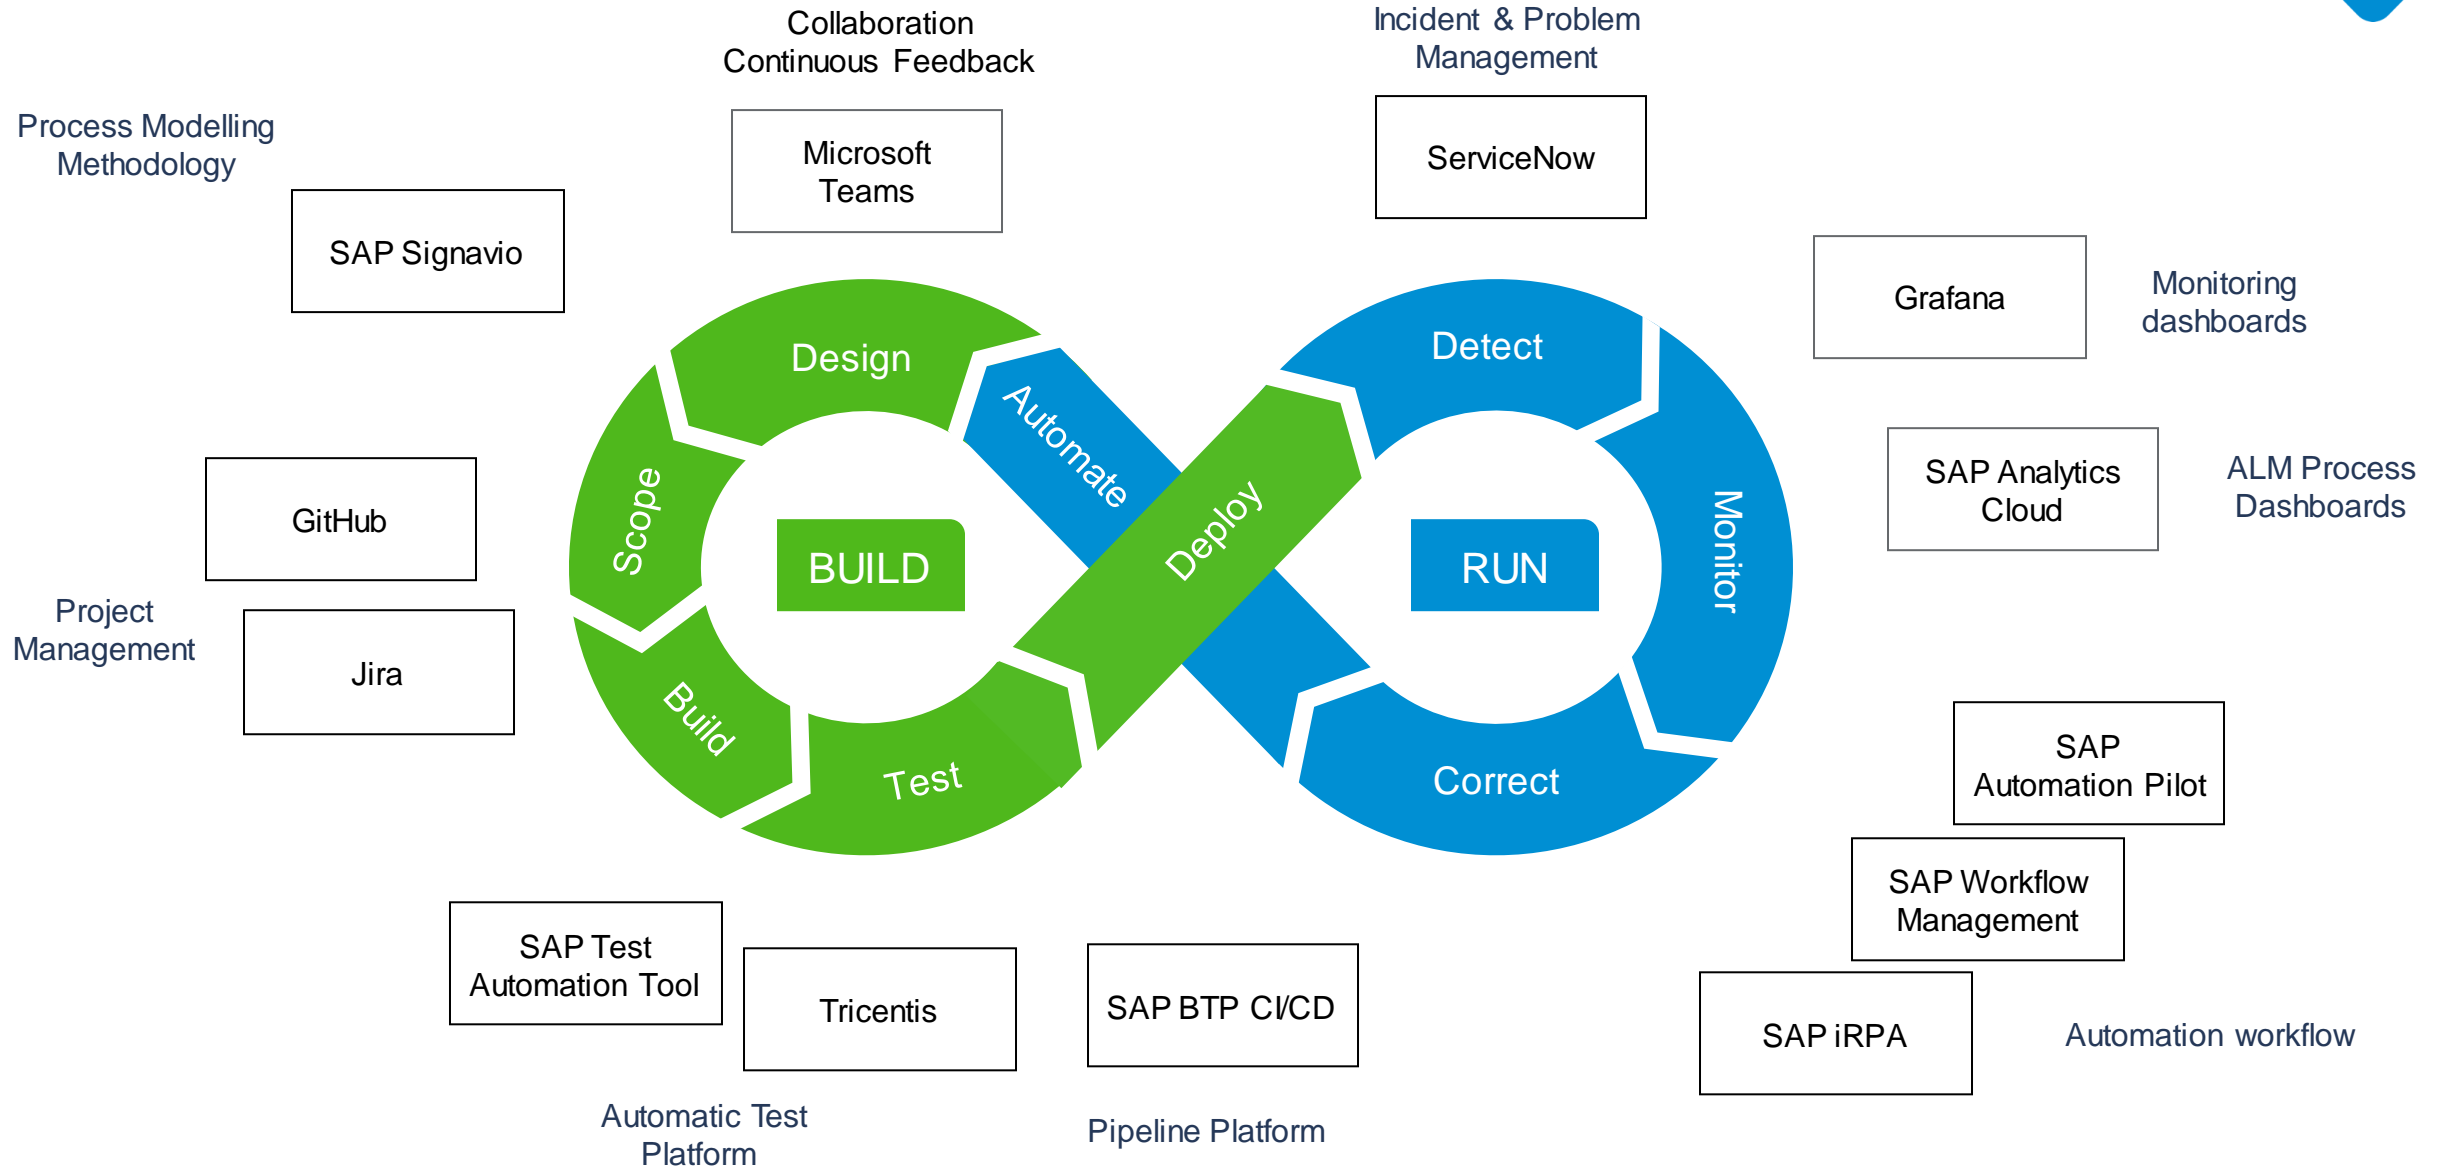 Collaboration
Continuous Feedback
Incident & Problem
Management
Process Modelling
Methodology
Microsoft
Teams
ServiceNow
SAP Signavio
Grafana
Monitoring
dashboards
Design
Detect
Automate
Scope
GitHub
Deploy
Monitor
SAP Analytics
Cloud
ALM Process
Dashboards
BUILD
RUN
Project
Management
Jira
Build
Test
Correct
SAP
Automation Pilot
SAP Workflow
Management
SAP Test
Automation Tool
Tricentis
SAP BTP CI/CD
SAP iRPA
Automation workflow
Automatic Test
Platform
Pipeline Platform